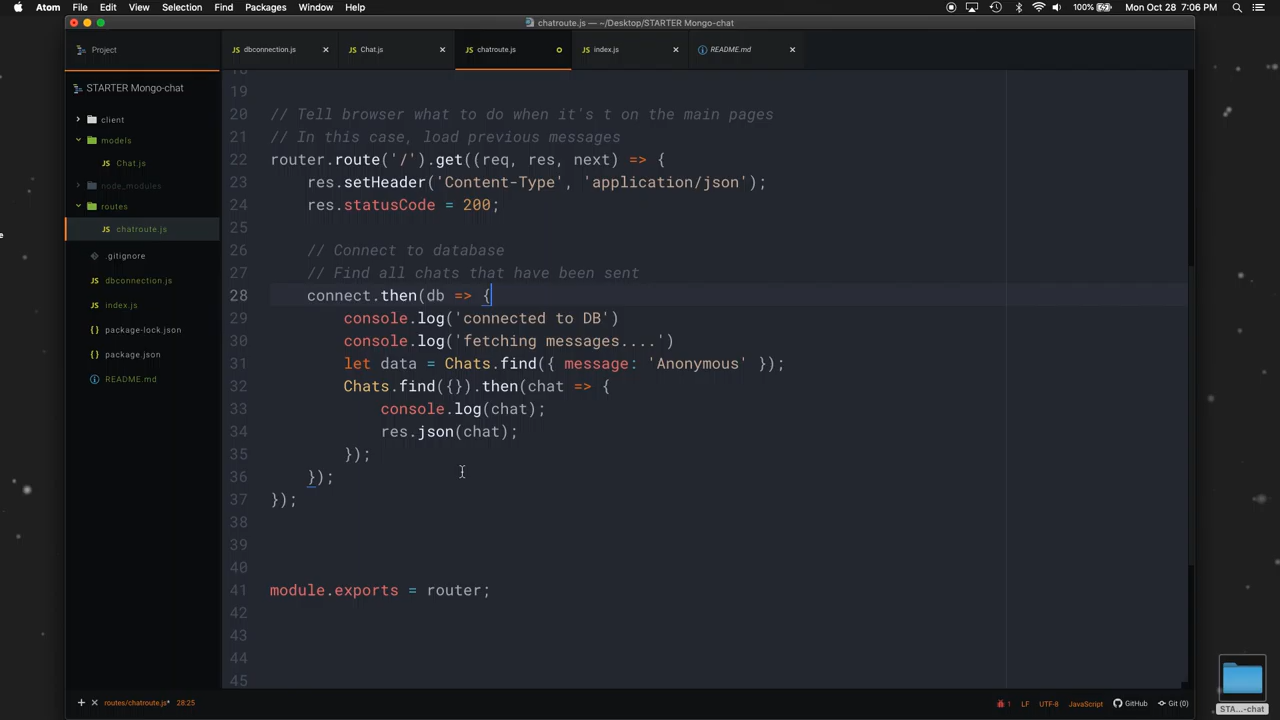 Atom File Edit View Selection Find Packages Window Help 100% Mon Oct 28 7:06 PM
chatroute.js — ~/Desktop/STARTER Mongo-chat
Project
dbconnection.js Chat.js chatroute.js index.js README.md
STARTER Mongo-chat
client
models
Chat.js
node_modules
routes
chatroute.js
.gitignore
dbconnection.js
index.js
package-lock.json
package.json
README.md
18
19
20 // Tell browser what to do when it's t on the main pages
21 // In this case, load previous messages
22 router.route('/').get((req, res, next) => {
23 res.setHeader('Content-Type', 'application/json');
24 res.statusCode = 200;
25
26 // Connect to database
27 // Find all chats that have been sent
28 connect.then(db => {
29 console.log('connected to DB')
30 console.log('fetching messages....')
31 let data = Chats.find({ message: 'Anonymous' });
32 Chats.find({}).then(chat => {
33 console.log(chat);
34 res.json(chat);
35 });
36 });
37 });
38
39
40
41 module.exports = router;
42
43
44
45
routes/chatroute.js* 28:25 1 LF UTF-8 JavaScript GitHub Git (0)
STA...-chat